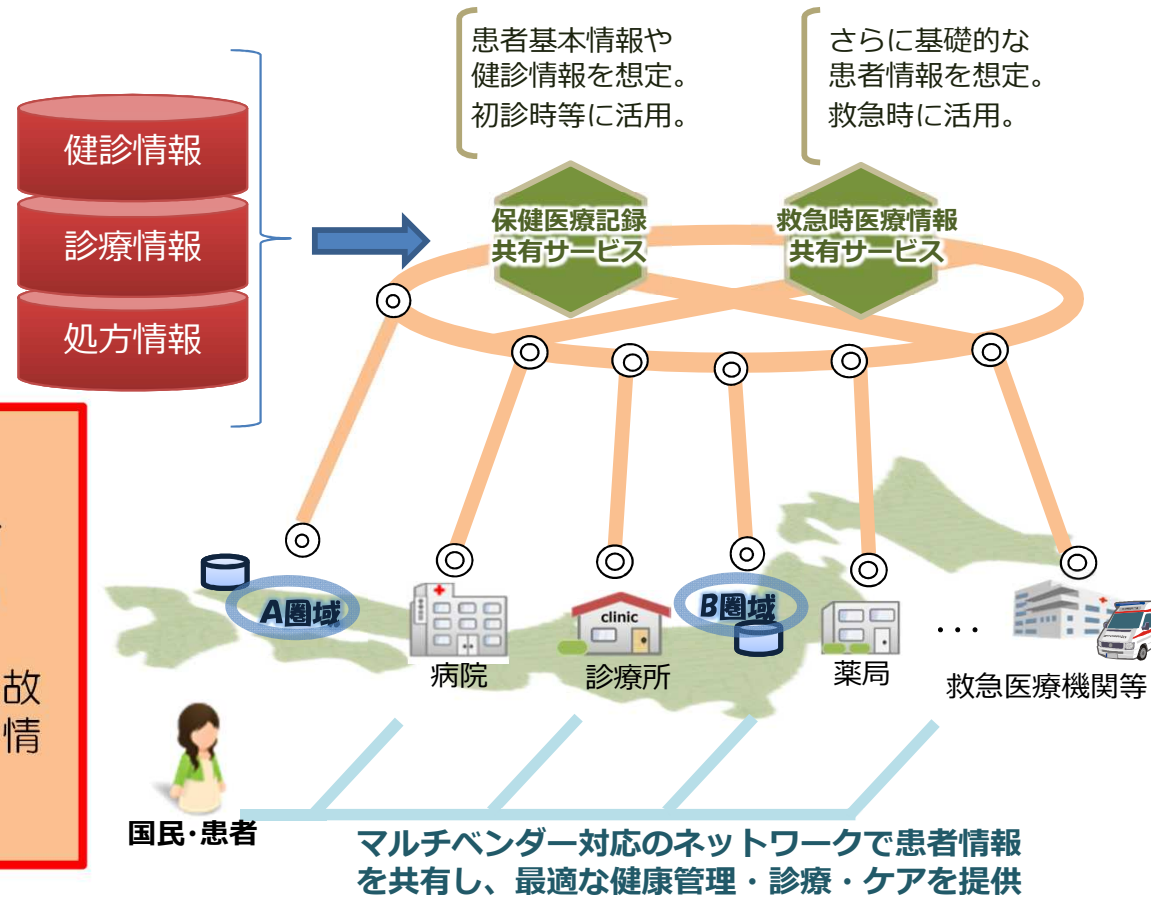 患者基本情報や
健診情報を想定。
初診時等に活用。
さらに基礎的な
患者情報を想定。
救急時に活用。
健診情報
診療情報
処方情報
保健医療記録
共有サービス
救急時医療情報
共有サービス
故
情
A圏域
病院
clinic
診療所
B圏域
薬局
...
救急医療機関等
国民・患者
マルチベンダー対応のネットワークで患者情報
を共有し、最適な健康管理・診療・ケアを提供